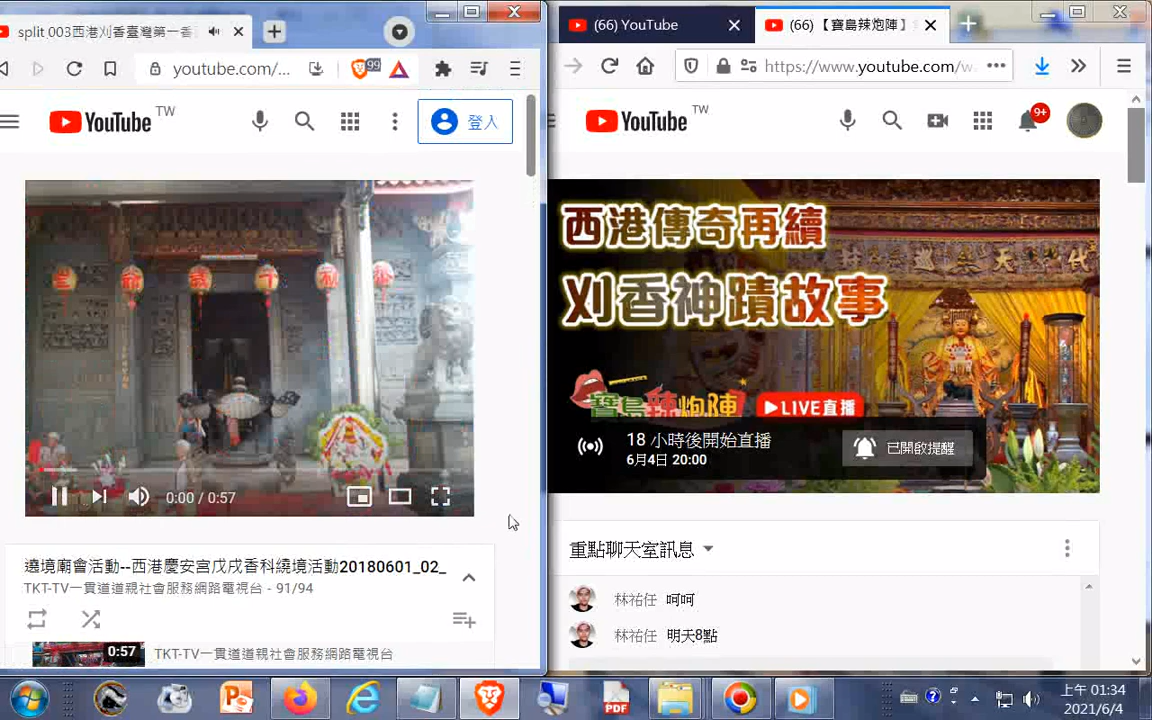 split 003西港刈香臺灣第一香
youtube.com/...
99
YouTube TW
登入
0:00 / 0:57
遶境廟會活動--西港慶安宮戊戌香科繞境活動20180601_02_
TKT-TV一貫道道親社會服務網路電視台 - 91/94
0:57
TKT-TV一貫道道親社會服務網路電視台
(66) YouTube
(66) 【寶島辣炮陣】
https://www.youtube.com/w
YouTube TW
9+
西港傳奇再續
刈香神蹟故事
寶島辣炮陣
LIVE直播
18 小時後開始直播
6月4日 20:00
已開啟提醒
重點聊天室訊息
林祐任 呵呵
林祐任 明天8點
PDF
上午 01:34
2021/6/4